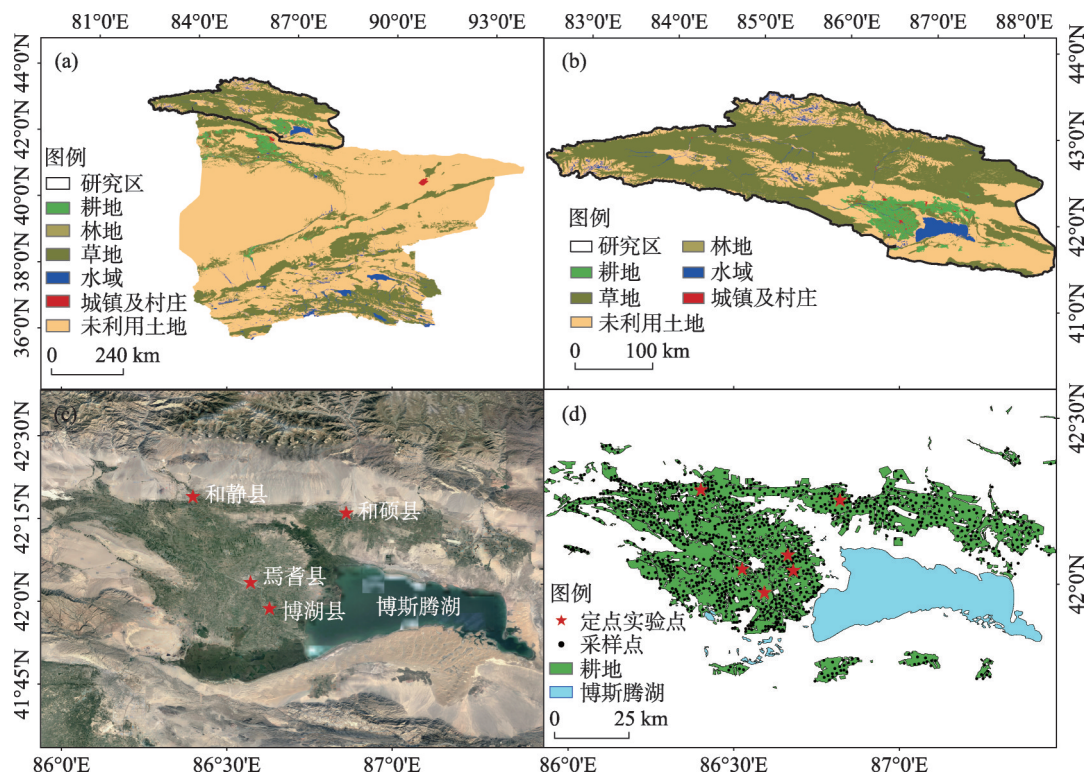 81°0'E 84°0'E 87°0'E 90°0'E 93°0'E
83°0'E 84°0'E 85°0'E 86°0'E 87°0'E 88°0'E
(a)
44°0'N
42°0'N
40°0'N
38°0'N
36°0'N
图例
研究区
耕地
林地
草地
水域
城镇及村庄
未利用土地
0 240 km
(b)
44°0'N
43°0'N
42°0'N
41°0'N
图例
研究区 林地
耕地 水域
草地 城镇及村庄
未利用土地
0 100 km
(c)
42°30'N
42°15'N
42°0'N
41°45'N
和静县
和硕县
焉耆县
博湖县
博斯腾湖
86°0'E 86°30'E 87°0'E
(d)
42°30'N
42°0'N
图例
定点实验点
采样点
耕地
博斯腾湖
0 25 km
86°0'E 86°30'E 87°0'E